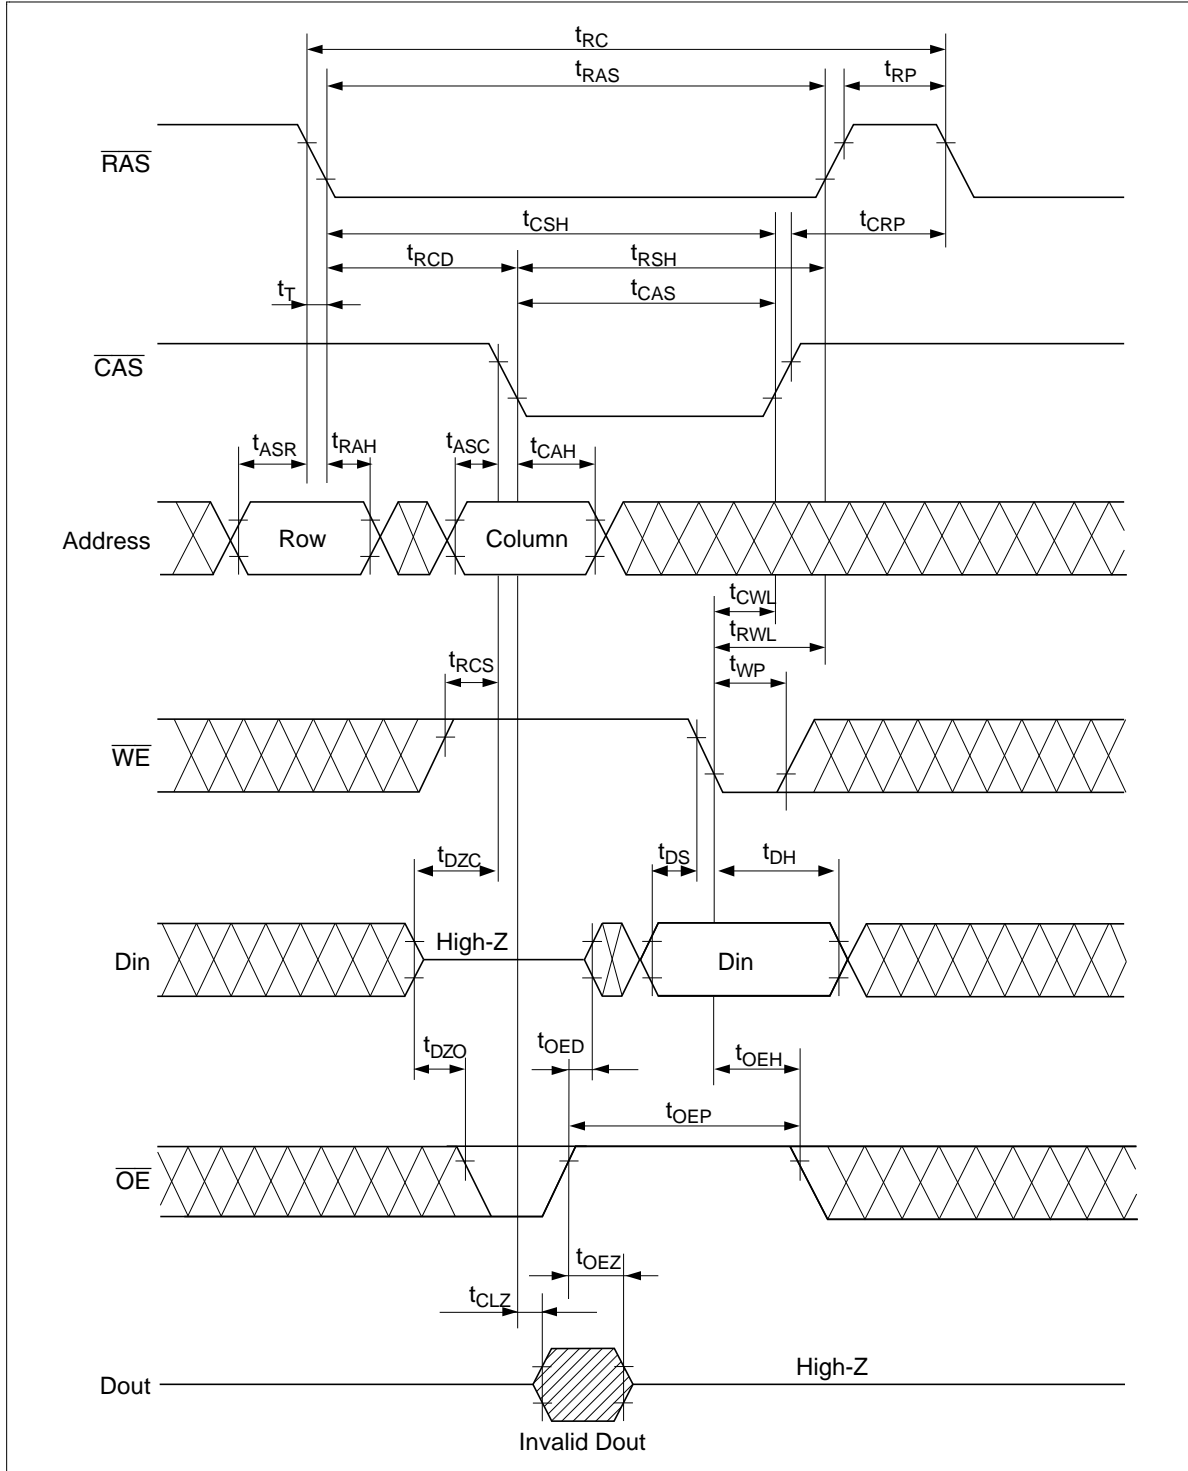 tRC
tRAS
tRP
RAS
tCSH
tCRP
tRCD
tRSH
tT
tCAS
CAS
tASR
tRAH
tASC
tCAH
Address
Row
Column
tCWL
tRWL
tRCS
tWP
WE
tDZC
tDS
tDH
Din
High-Z
Din
tDZO
tOED
tOEH
tOEP
OE
tOEZ
tCLZ
Dout
High-Z
Invalid Dout